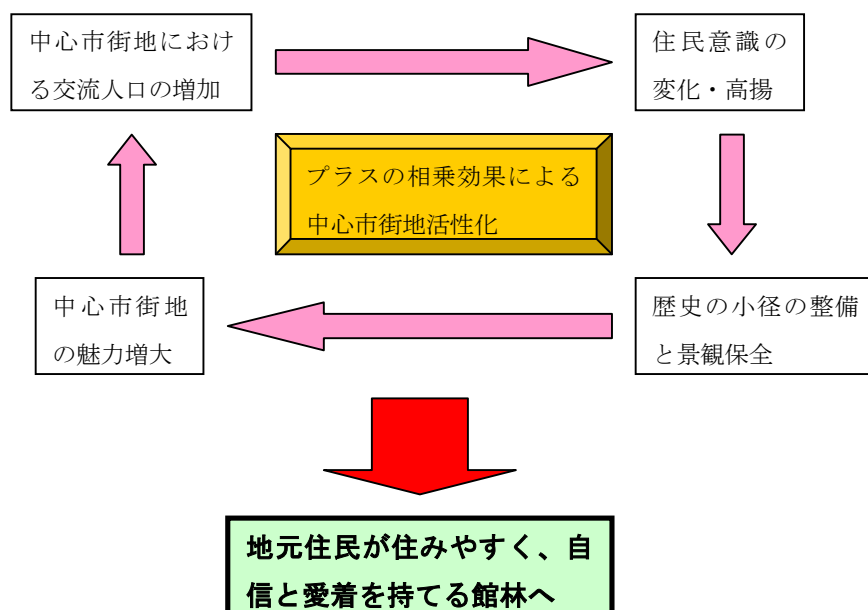 中心市街地におけ
る交流人口の増加
住民意識の
変化・高揚
プラスの相乗効果による
中心市街地活性化
中心市街地
の魅力増大
歴史の小径の整備
と景観保全
地元住民が住みやすく、自
信と愛着を持てる館林へ